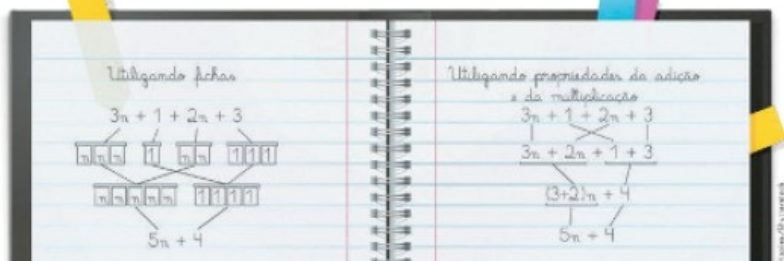 Utilizando fichas
3n + 1 + 2n + 3
n n n 1 n n 1 1 1
n n n n n 1 1 1 1
5n + 4
Utilizando propriedades da adição
e da multiplicação
3n + 1 + 2n + 3
3n + 2n + 1 + 3
(3+2)n + 4
5n + 4